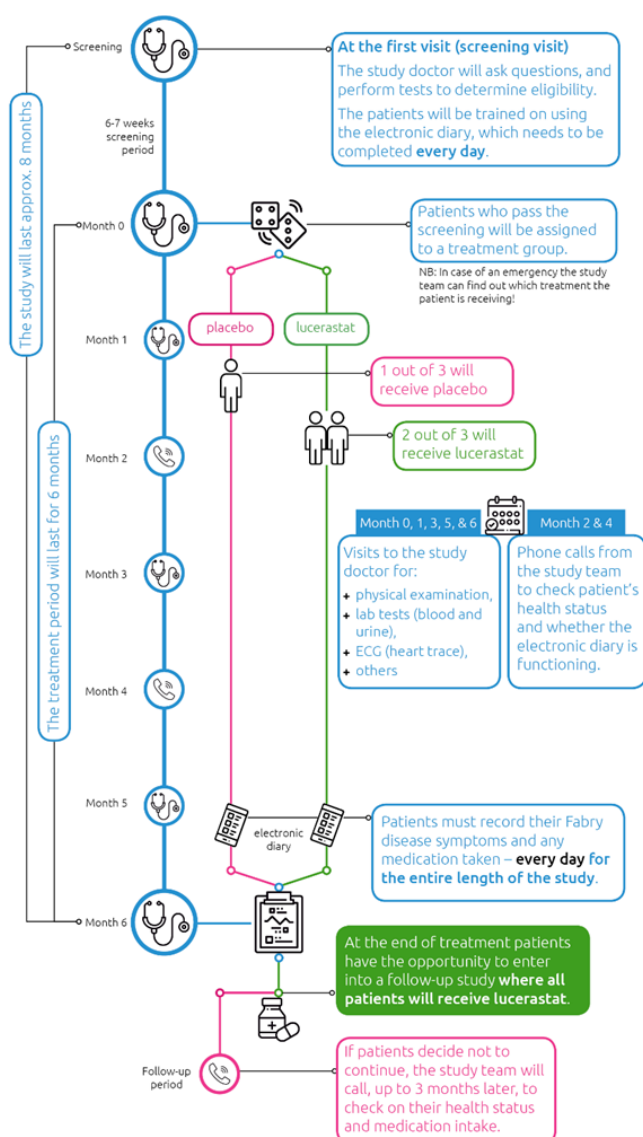 Screening
At the first visit (screening visit)
The study doctor will ask questions, and
perform tests to determine eligibility.
The patients will be trained on using
the electronic diary, which needs to be
completed every day.
6-7 weeks
screening
period
The study will last approx. 8 months
Month 0
Patients who pass the
screening will be assigned
to a treatment group.
NB: In case of an emergency the study
team can find out which treatment the
patient is receiving!
placebo
lucerastat
Month 1
1 out of 3 will
receive placebo
2 out of 3 will
receive lucerastat
Month 2
The treatment period will last for 6 months
Month 0, 1, 3, 5, & 6
Visits to the study
doctor for:
+ physical examination,
+ lab tests (blood and
urine),
+ ECG (heart trace),
+ others
Month 2 & 4
Phone calls from
the study team
to check patient's
health status
and whether the
electronic diary is
functioning.
Month 3
Month 4
Month 5
electronic
diary
Patients must record their Fabry
disease symptoms and any
medication taken – every day for
the entire length of the study.
Month 6
At the end of treatment patients
have the opportunity to enter
into a follow-up study where all
patients will receive lucerastat.
Follow-up
period
If patients decide not to
continue, the study team will
call, up to 3 months later, to
check on their health status
and medication intake.